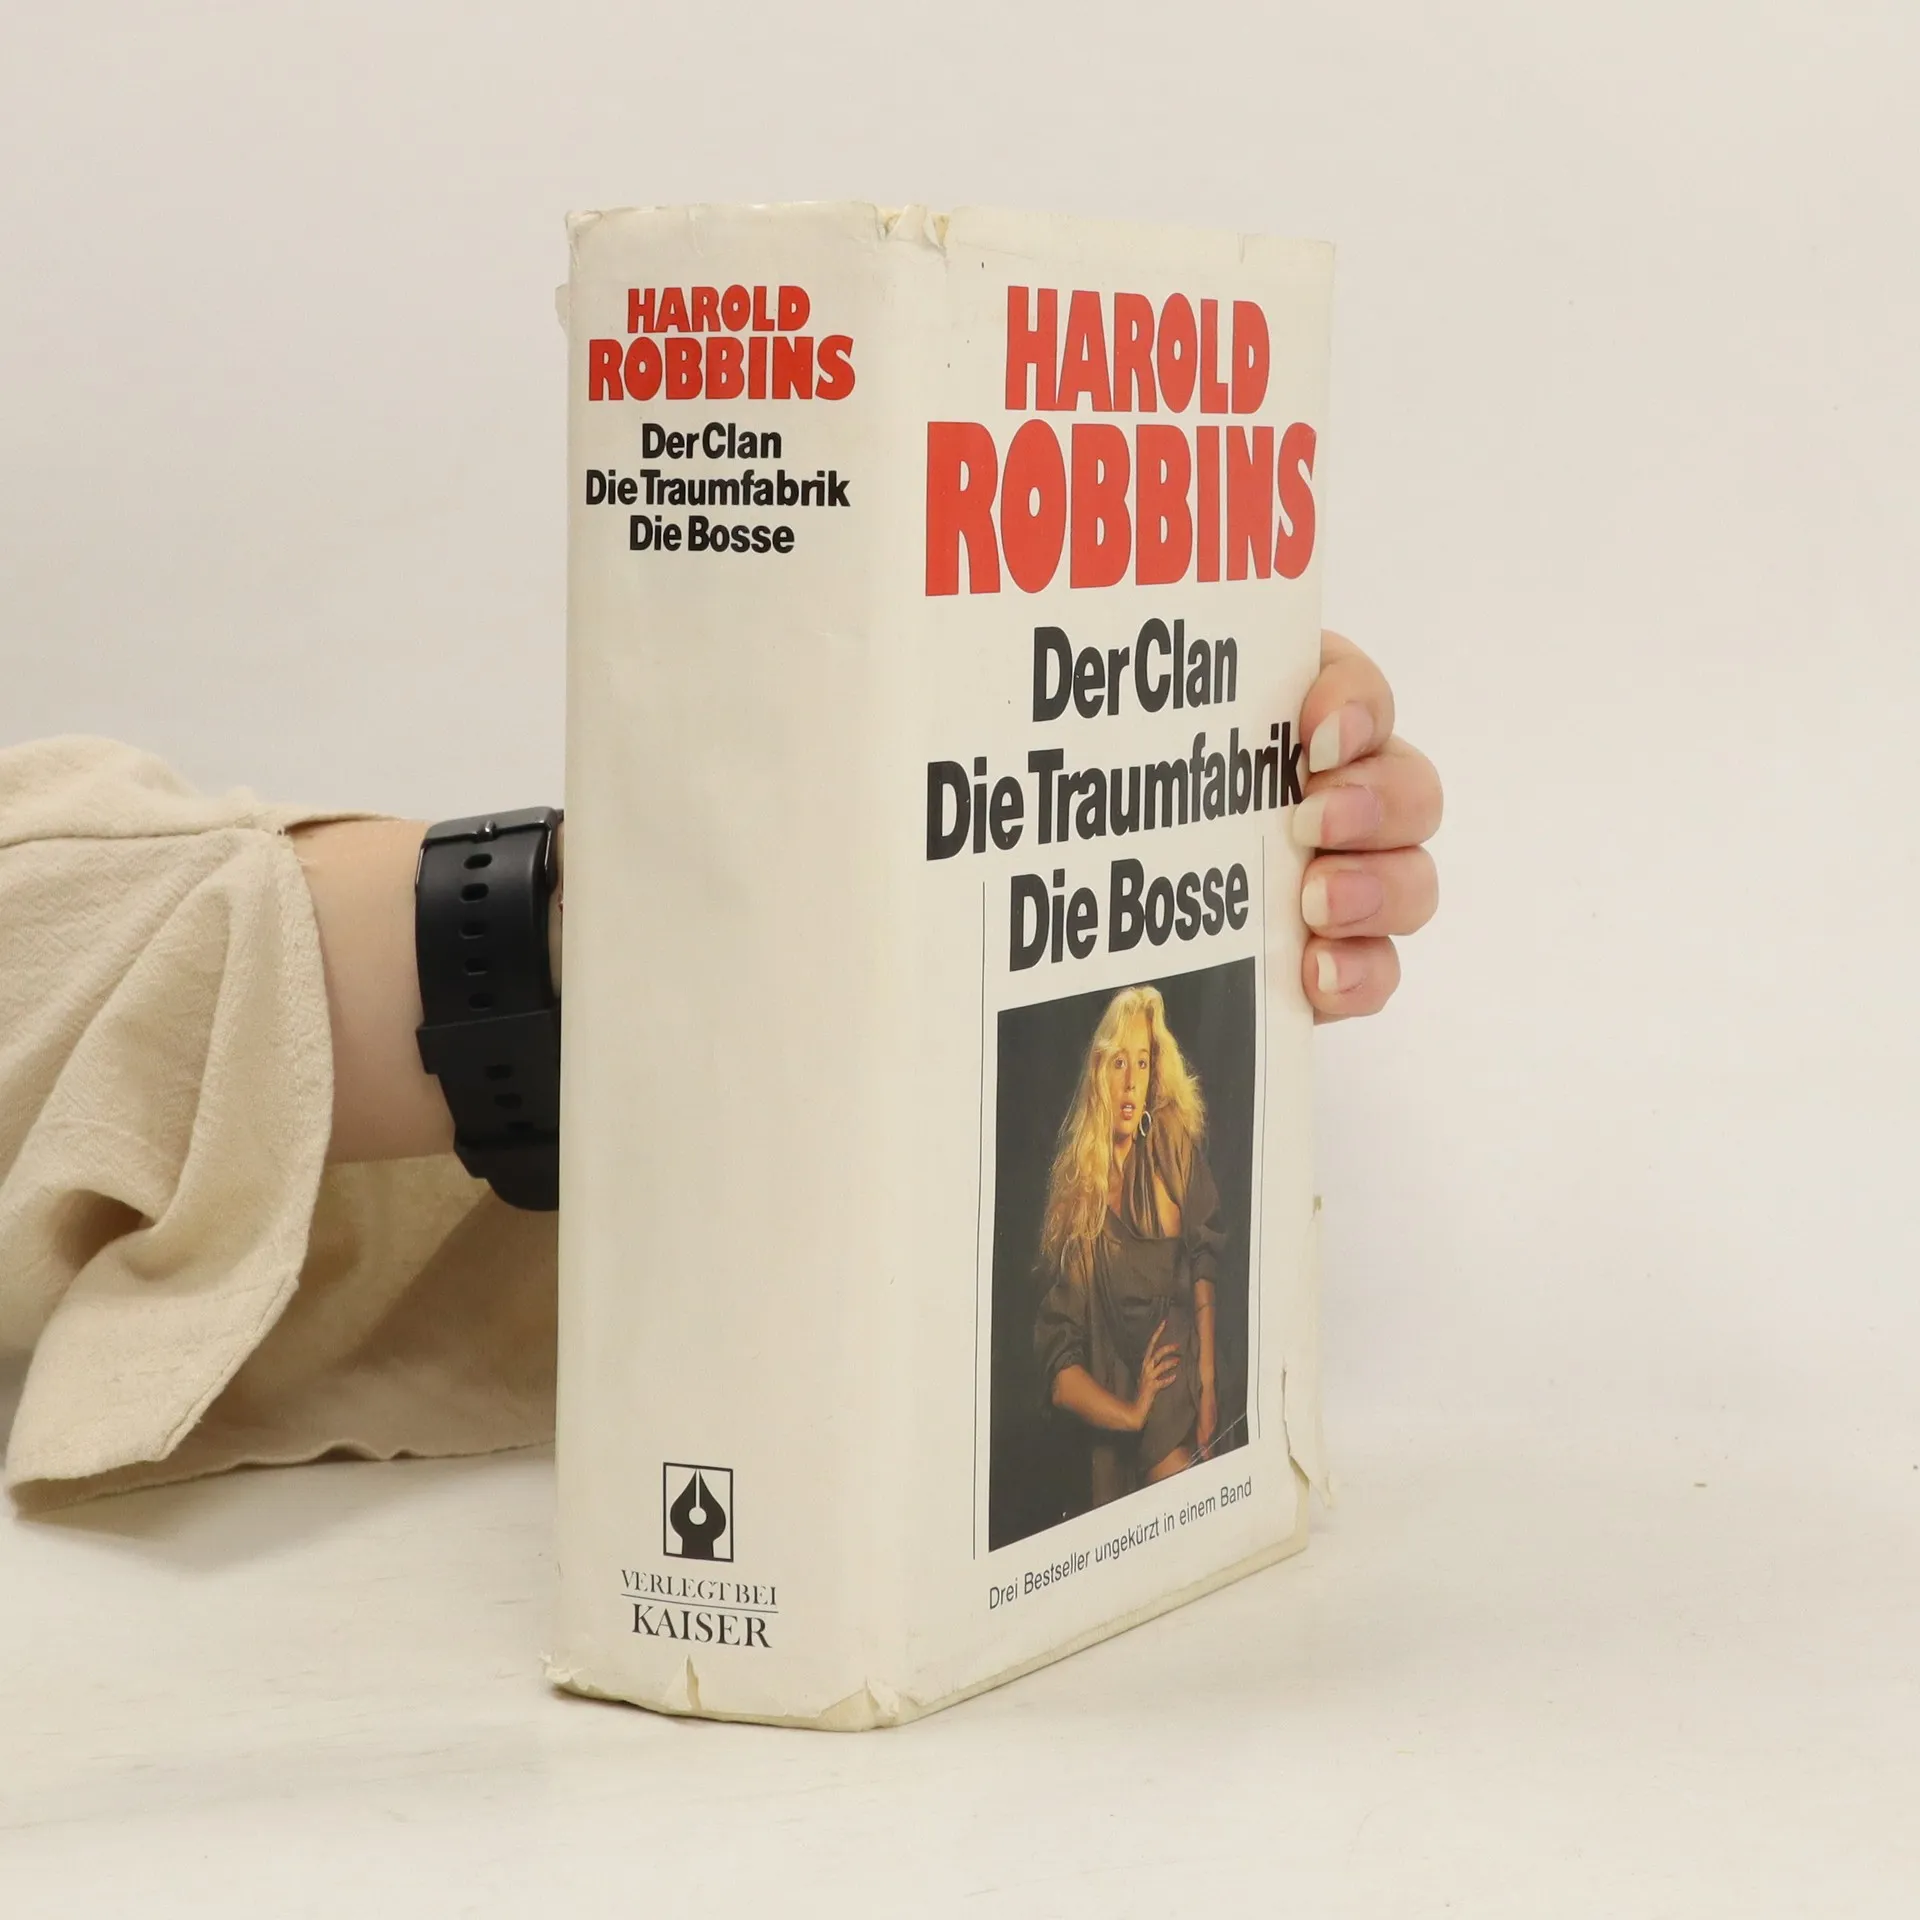 HAROLD
ROBBINS
Der Clan
Die Traumfabrik
Die Bosse
VERLEGT BEI
KAISER
HAROLD
ROBBINS
Der Clan
Die Traumfabrik
Die Bosse
Drei Bestseller ungekürzt in einem Band